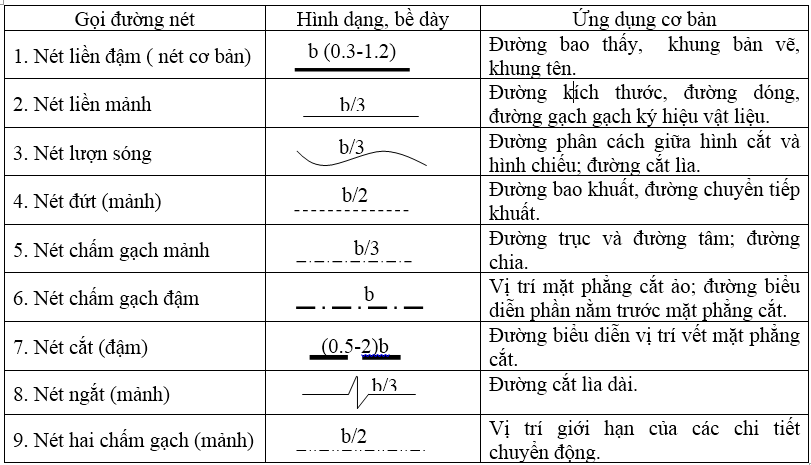 Gọi đường nét
Hình dạng, bề dày
Ứng dụng cơ bản
1. Nét liền đậm ( nét cơ bản)
b (0.3-1.2)
Đường bao thấy, khung bản vẽ,
khung tên.
2. Nét liền mảnh
b/3
Đường kích thước, đường dóng,
đường gạch gạch ký hiệu vật liệu.
3. Nét lượn sóng
b/3
Đường phân cách giữa hình cắt và
hình chiếu; đường cắt lìa.
4. Nét đứt (mảnh)
b/2
Đường bao khuất, đường chuyển tiếp
khuất.
5. Nét chấm gạch mảnh
b/3
Đường trục và đường tâm; đường
chia.
6. Nét chấm gạch đậm
b
Vị trí mặt phẳng cắt ảo; đường biểu
diễn phần nằm trước mặt phẳng cắt.
7. Nét cắt (đậm)
(0.5-2)b
Đường biểu diễn vị trí vết mặt phẳng
cắt.
8. Nét ngắt (mảnh)
b/3
Đường cắt lìa dài.
9. Nét hai chấm gạch (mảnh)
b/2
Vị trí giới hạn của các chi tiết
chuyển động.